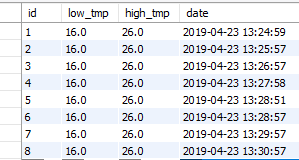 id low_tmp high_tmp date
1 16.0 26.0 2019-04-23 13:24:59
2 16.0 26.0 2019-04-23 13:25:57
3 16.0 26.0 2019-04-23 13:26:57
4 16.0 26.0 2019-04-23 13:27:58
5 16.0 26.0 2019-04-23 13:28:51
6 16.0 26.0 2019-04-23 13:28:57
7 16.0 26.0 2019-04-23 13:29:57
8 16.0 26.0 2019-04-23 13:30:57